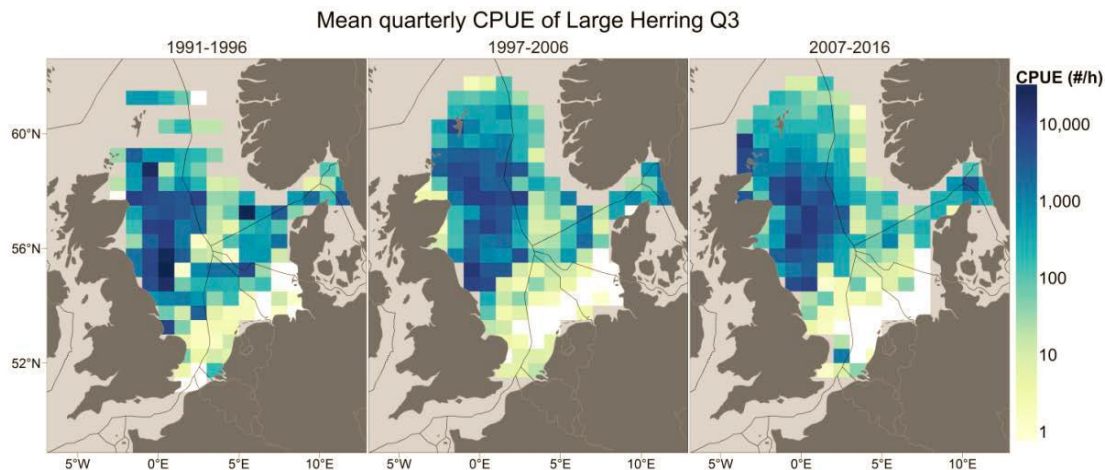 Mean quarterly CPUE of Large Herring Q3
1991-1996 1997-2006 2007-2016
CPUE (#/h)
10,000
1,000
100
10
1
60°N
56°N
52°N
5°W 0°E 5°E 10°E 5°W 0°E 5°E 10°E 5°W 0°E 5°E 10°E